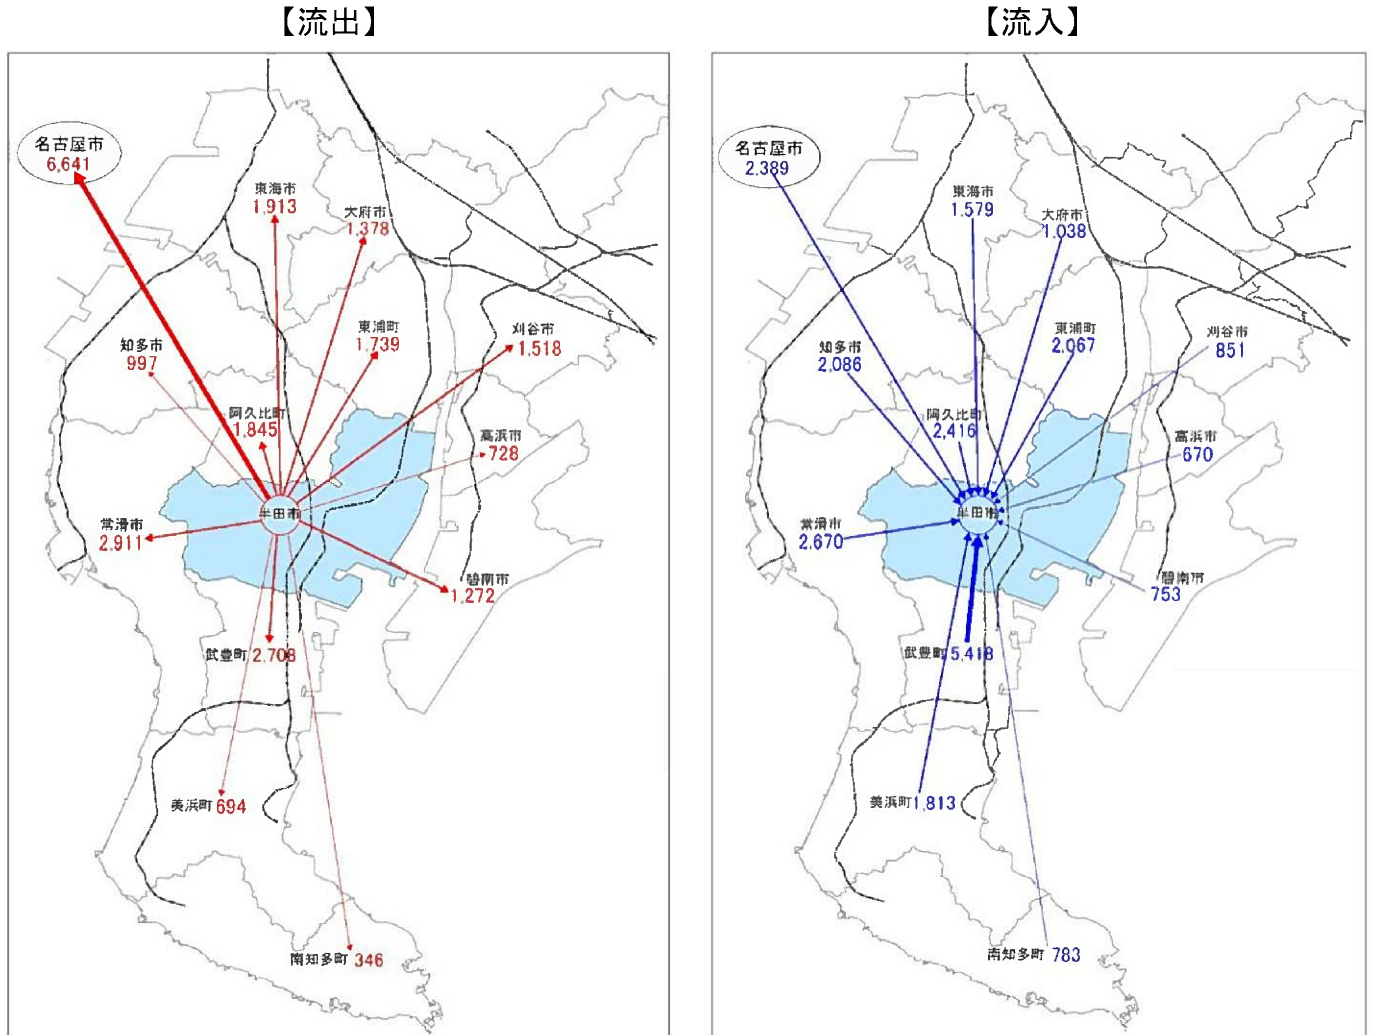 【流出】
名古屋市
6,641
東海市
1,913
大府市
1,378
東浦町
1,739
刈谷市
1,518
知多市
997
阿久比町
1,845
高浜市
728
半田市
常滑市
2,911
碧南市
1,272
武豊町 2,708
美浜町 694
南知多町 346
【流入】
名古屋市
2,389
東海市
1,579
大府市
1,038
東浦町
2,067
刈谷市
851
知多市
2,086
阿久比町
2,416
高浜市
670
半田市
常滑市
2,670
碧南市
753
武豊町 5,418
美浜町 1,813
南知多町 783